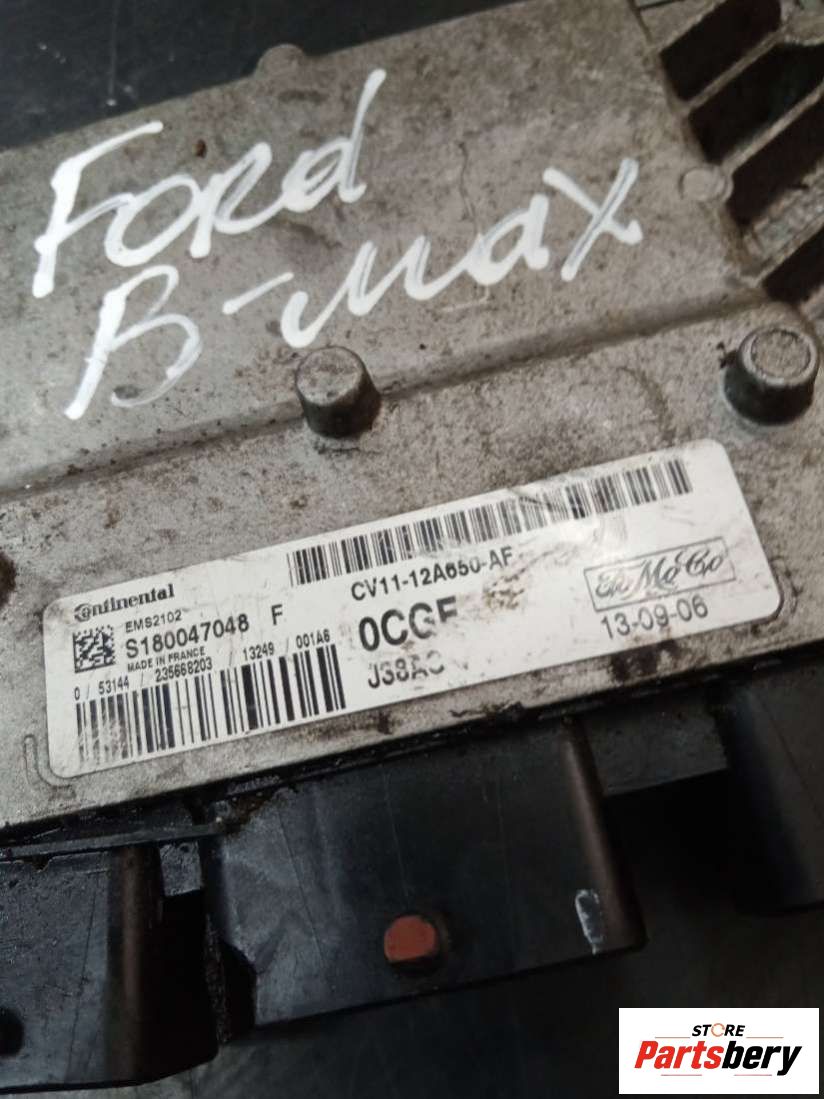 Ford
B-max
Continental
CV11-12A650-AF
EMS2102
S180047048 F
MADE IN FRANCE
0 / 53144 / 235668203 / 13249 / 001A6
FoMoCo
13-09-06
STORE
Partsbery